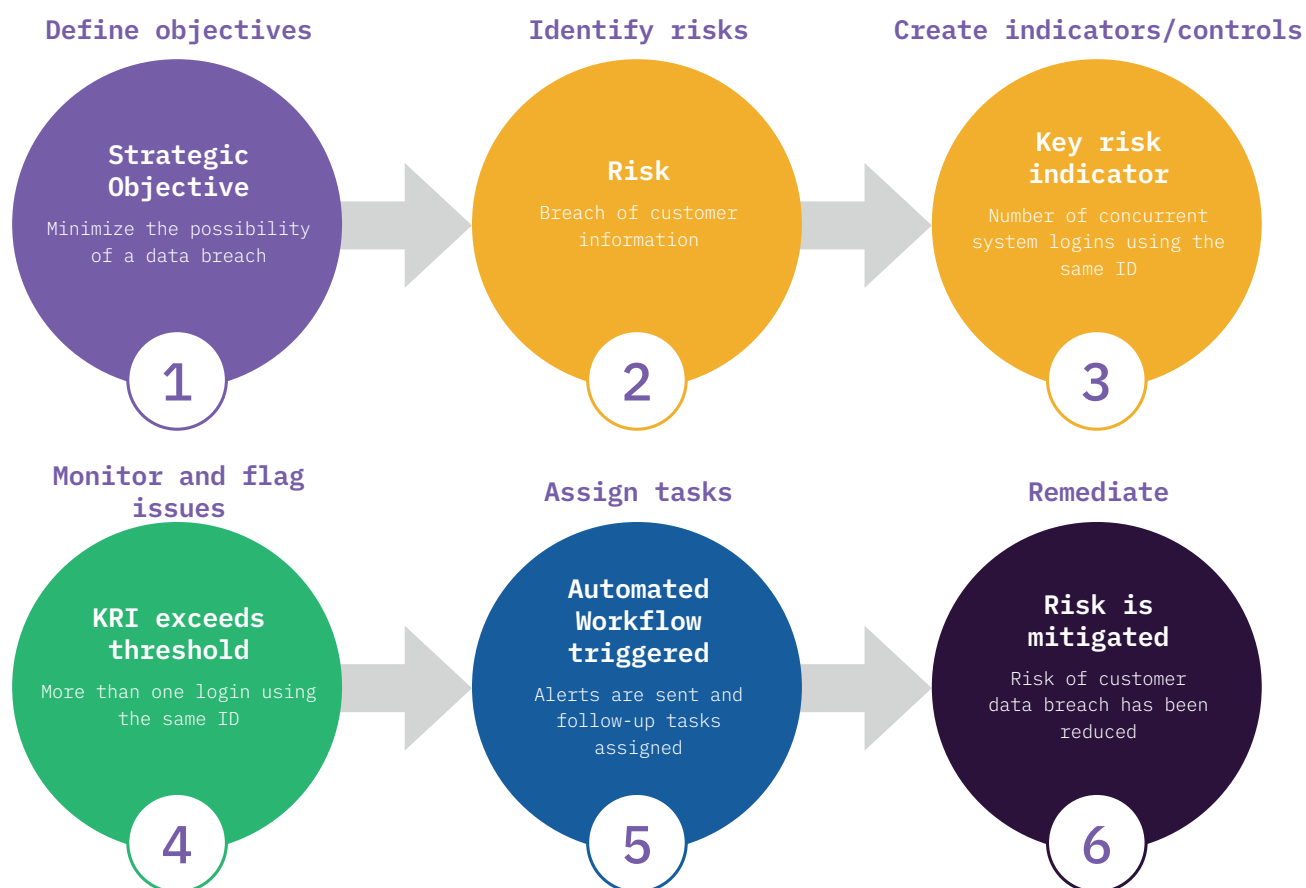 Define objectives
Strategic
Objective
Minimize the possibility
of a data breach
1
Identify risks
Risk
Breach of customer
information
2
Create indicators/controls
Key risk
indicator
Number of concurrent
system logins using the
same ID
3
Monitor and flag
issues
KRI exceeds
threshold
More than one login using
the same ID
4
Assign tasks
Automated
Workflow
triggered
Alerts are sent and
follow-up tasks
assigned
5
Remediate
Risk is
mitigated
Risk of customer
data breach has been
reduced
6